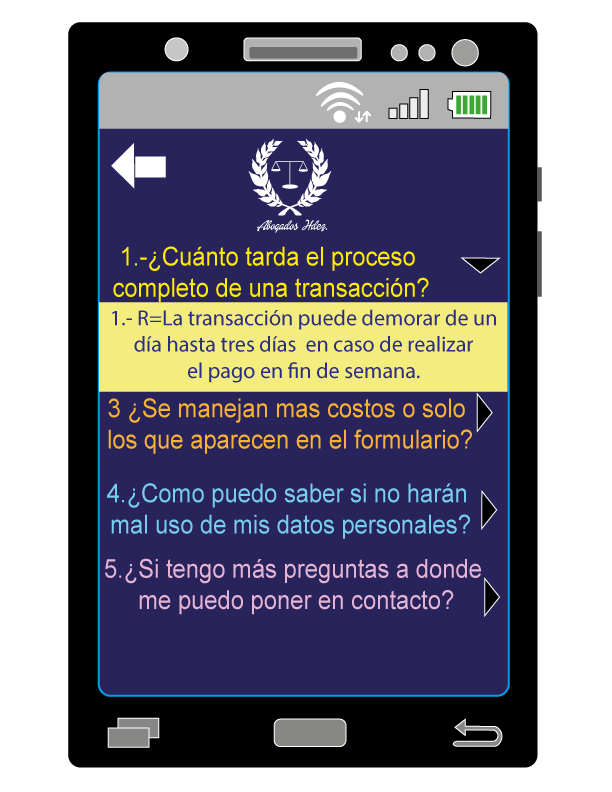 Abogados Hdez.
1.-¿Cuánto tarda el proceso
completo de una transacción?
1.- R=La transacción puede demorar de un
día hasta tres días en caso de realizar
el pago en fin de semana.
3 ¿Se manejan mas costos o solo
los que aparecen en el formulario?
4.¿Como puedo saber si no harán
mal uso de mis datos personales?
5.¿Si tengo más preguntas a donde
me puedo poner en contacto?